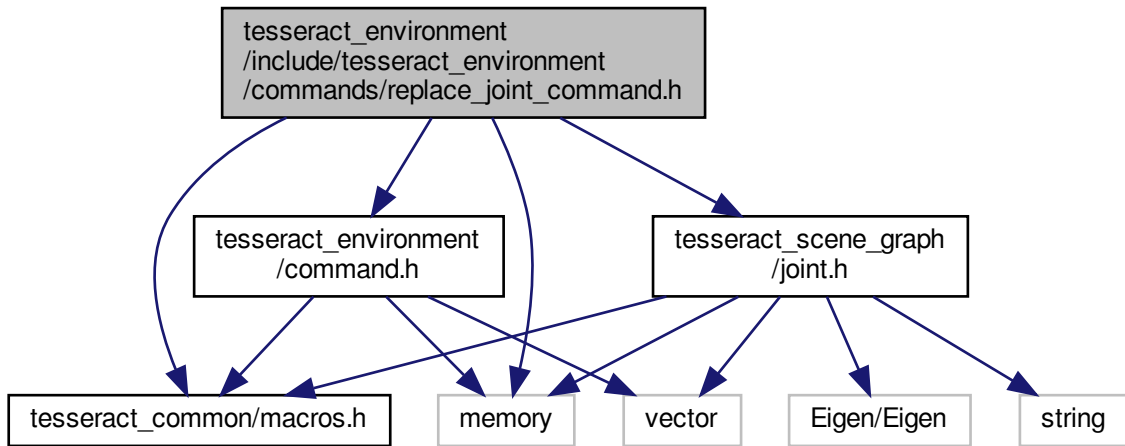 tesseract_environment
/include/tesseract_environment
/commands/replace_joint_command.h
tesseract_environment
/command.h
tesseract_scene_graph
/joint.h
tesseract_common/macros.h
memory
vector
Eigen/Eigen
string